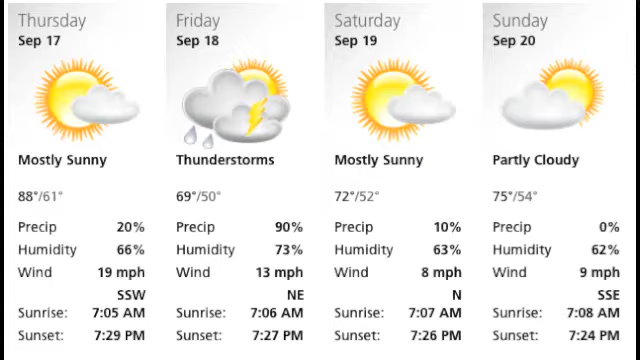 Thursday
Sep 17
Mostly Sunny
88°/61°
Precip 20%
Humidity 66%
Wind 19 mph
SSW
Sunrise: 7:05 AM
Sunset: 7:29 PM
Friday
Sep 18
Thunderstorms
69°/50°
Precip 90%
Humidity 73%
Wind 13 mph
NE
Sunrise: 7:06 AM
Sunset: 7:27 PM
Saturday
Sep 19
Mostly Sunny
72°/52°
Precip 10%
Humidity 63%
Wind 8 mph
N
Sunrise: 7:07 AM
Sunset: 7:26 PM
Sunday
Sep 20
Partly Cloudy
75°/54°
Precip 0%
Humidity 62%
Wind 9 mph
SSE
Sunrise: 7:08 AM
Sunset: 7:24 PM